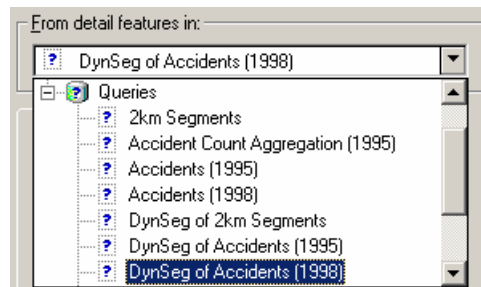 From detail features in:
DynSeg of Accidents (1998)
Queries
2km Segments
Accident Count Aggregation (1995)
Accidents (1995)
Accidents (1998)
DynSeg of 2km Segments
DynSeg of Accidents (1995)
DynSeg of Accidents (1998)